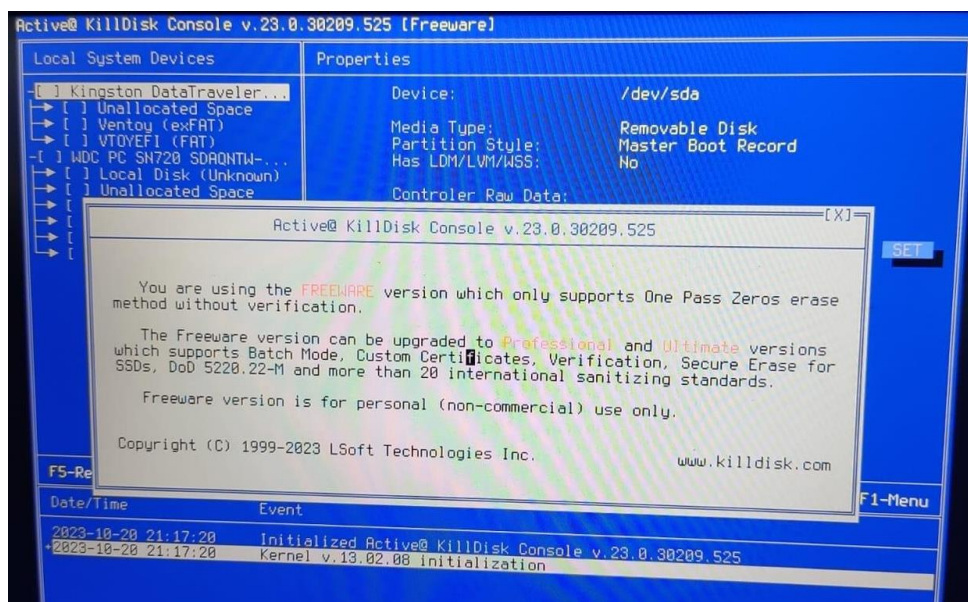 Active@ KillDisk Console v.23.0.30209.525 [Freeware]
Local System Devices
Properties
-[ ] Kingston DataTraveler...
[ ] Unallocated Space
[ ] Ventoy (exFAT)
[ ] VTOYEFI (FAT)
-[ ] WDC PC SN720 SDAQNTW-...
[ ] Local Disk (Unknown)
[ ] Unallocated Space
[
[
[
[
Device: /dev/sda
Media Type: Removable Disk
Partition Style: Master Boot Record
Has LDM/LVM/WSS: No
Controler Raw Data:
SET
[X]
Active@ KillDisk Console v.23.0.30209.525
You are using the FREEWARE version which only supports One Pass Zeros erase
method without verification.
The Freeware version can be upgraded to Professional and Ultimate versions
which supports Batch Mode, Custom Certificates, Verification, Secure Erase for
SSDs, DoD 5220.22-M and more than 20 international sanitizing standards.
Freeware version is for personal (non-commercial) use only.
Copyright (C) 1999-2023 LSoft Technologies Inc.
www.killdisk.com
F5-Re
F1-Menu
Date/Time Event
2023-10-20 21:17:20 Initialized Active@ KillDisk Console v.23.0.30209.525
2023-10-20 21:17:20 Kernel v.13.02.08 initialization